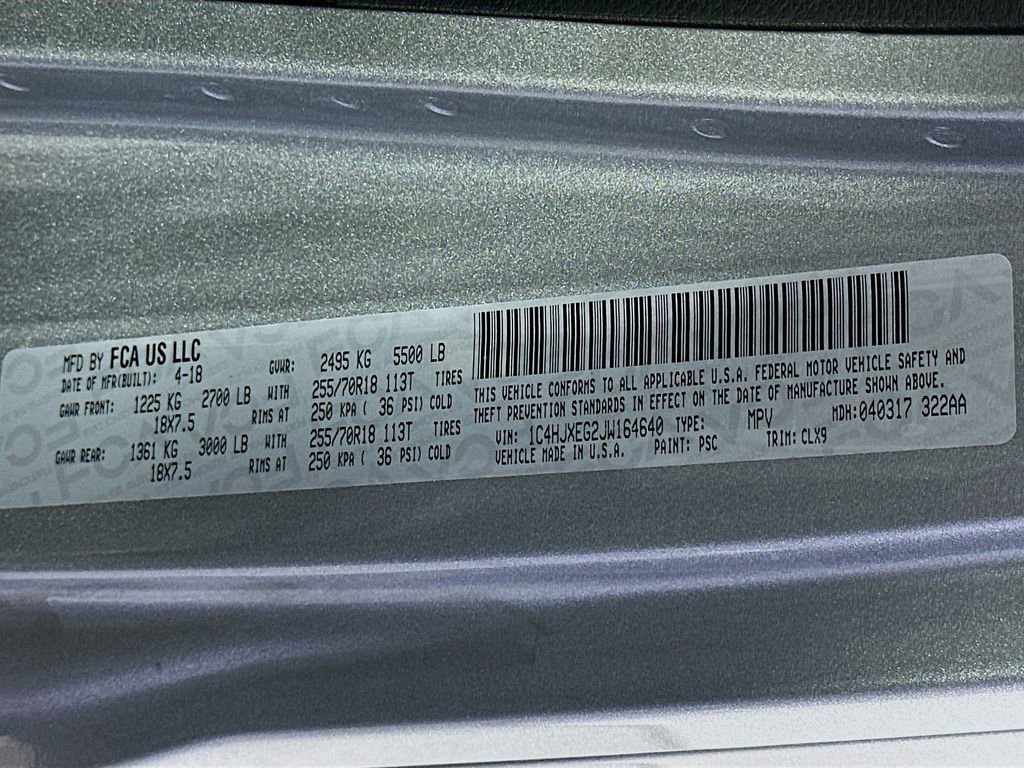 MFD BY FCA US LLC
DATE OF MFR(BUILT): 4-18
GVWR: 2495 KG 5500 LB
GAWR FRONT: 1225 KG 2700 LB WITH 255/70R18 113T TIRES
18X7.5 RIMS AT 250 KPA ( 36 PSI) COLD
GAWR REAR: 1361 KG 3000 LB WITH 255/70R18 113T TIRES
18X7.5 RIMS AT 250 KPA ( 36 PSI) COLD
THIS VEHICLE CONFORMS TO ALL APPLICABLE U.S.A. FEDERAL MOTOR VEHICLE SAFETY AND
THEFT PREVENTION STANDARDS IN EFFECT ON THE DATE OF MANUFACTURE SHOWN ABOVE.
VIN: 1C4HJXEG2JW164640 TYPE: MPV MDH: 040317 322AA
VEHICLE MADE IN U.S.A. PAINT: PSC TRIM: CLX9